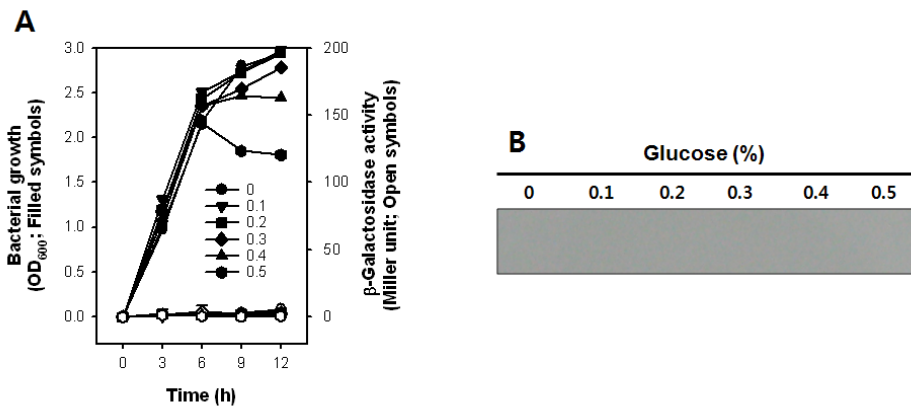 A
Bacterial growth
(OD600; Filled symbols)
3.0
2.5
2.0
1.5
1.0
0.5
0.0
200
150
100
50
0
β-Galactosidase activity
(Miller unit; Open symbols)
0
0.1
0.2
0.3
0.4
0.5
0 3 6 9 12
Time (h)
B
Glucose (%)
0 0.1 0.2 0.3 0.4 0.5